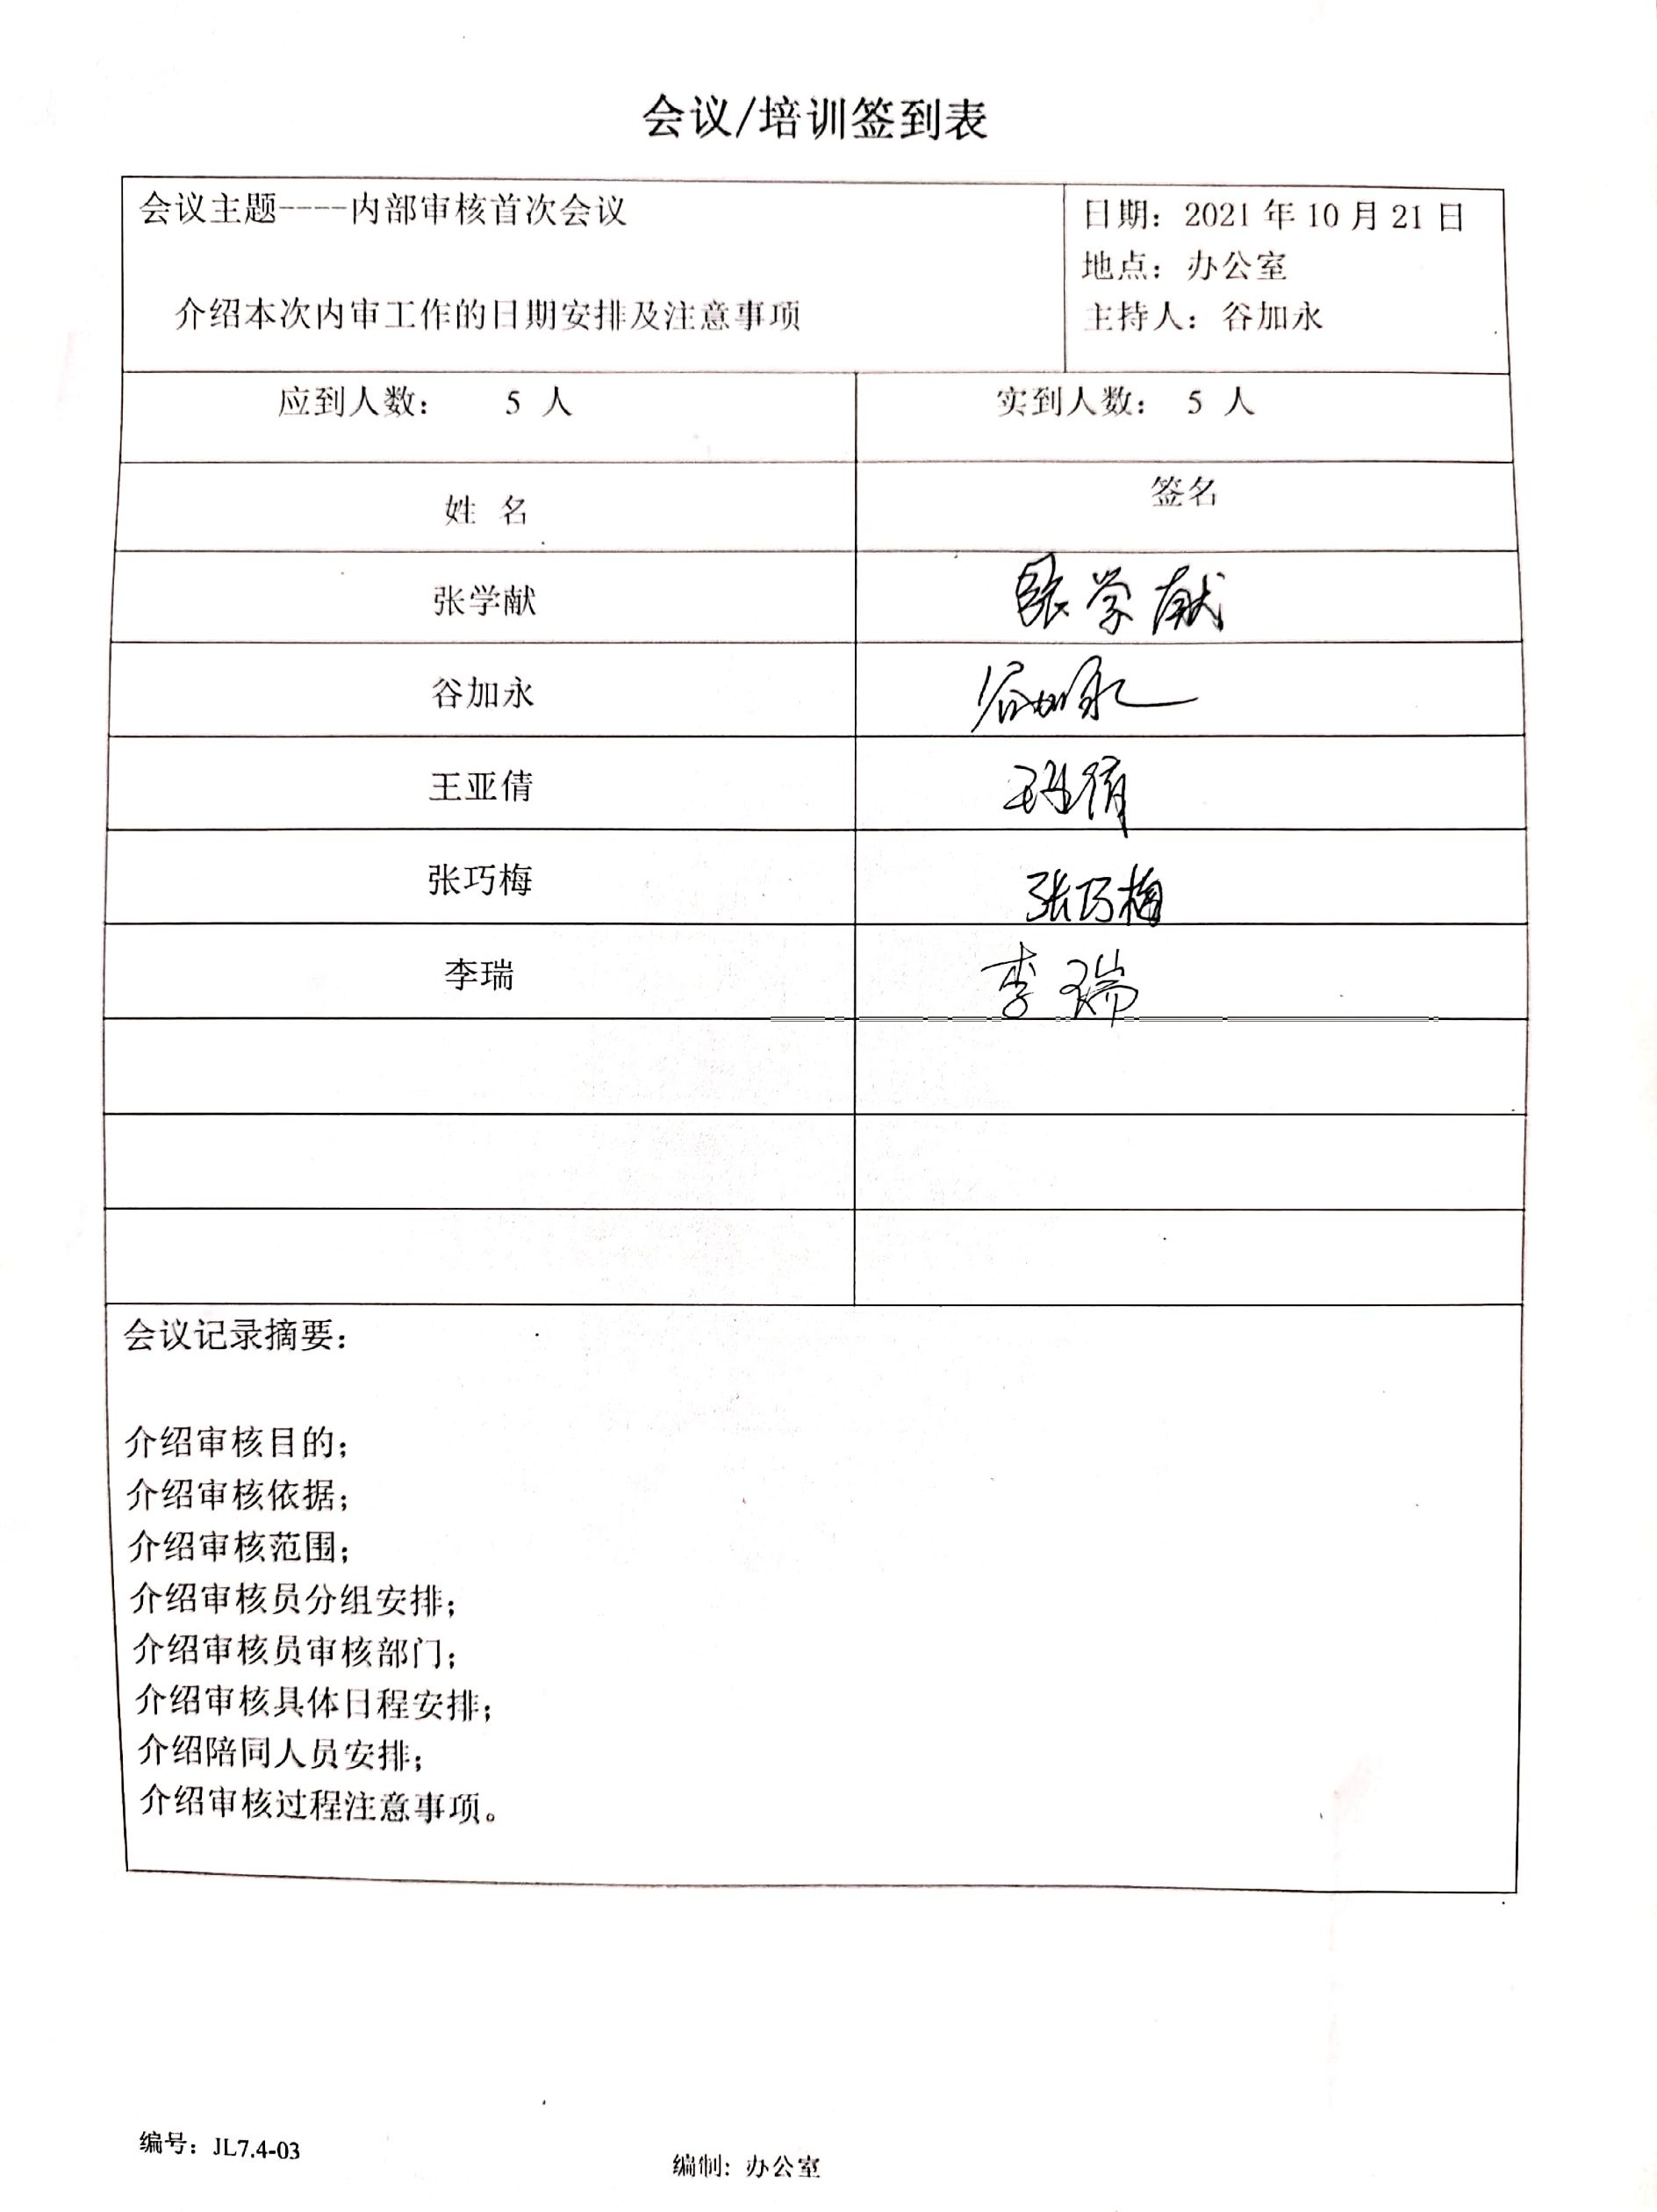 会议/培训签到表
会议主题----内部审核首次会议
介绍本次内审工作的日期安排及注意事项
日期：2021年10月21日
地点：办公室
主持人：谷加永
应到人数： 5 人
实到人数： 5 人
姓 名
签名
张学献
张学献
谷加永
谷加永
王亚倩
王亚倩
张巧梅
张巧梅
李瑞
李瑞
会议记录摘要：
介绍审核目的；
介绍审核依据；
介绍审核范围；
介绍审核员分组安排；
介绍审核员审核部门；
介绍审核具体日程安排；
介绍陪同人员安排；
介绍审核过程注意事项。
编号：JL7.4-03
编制：办公室